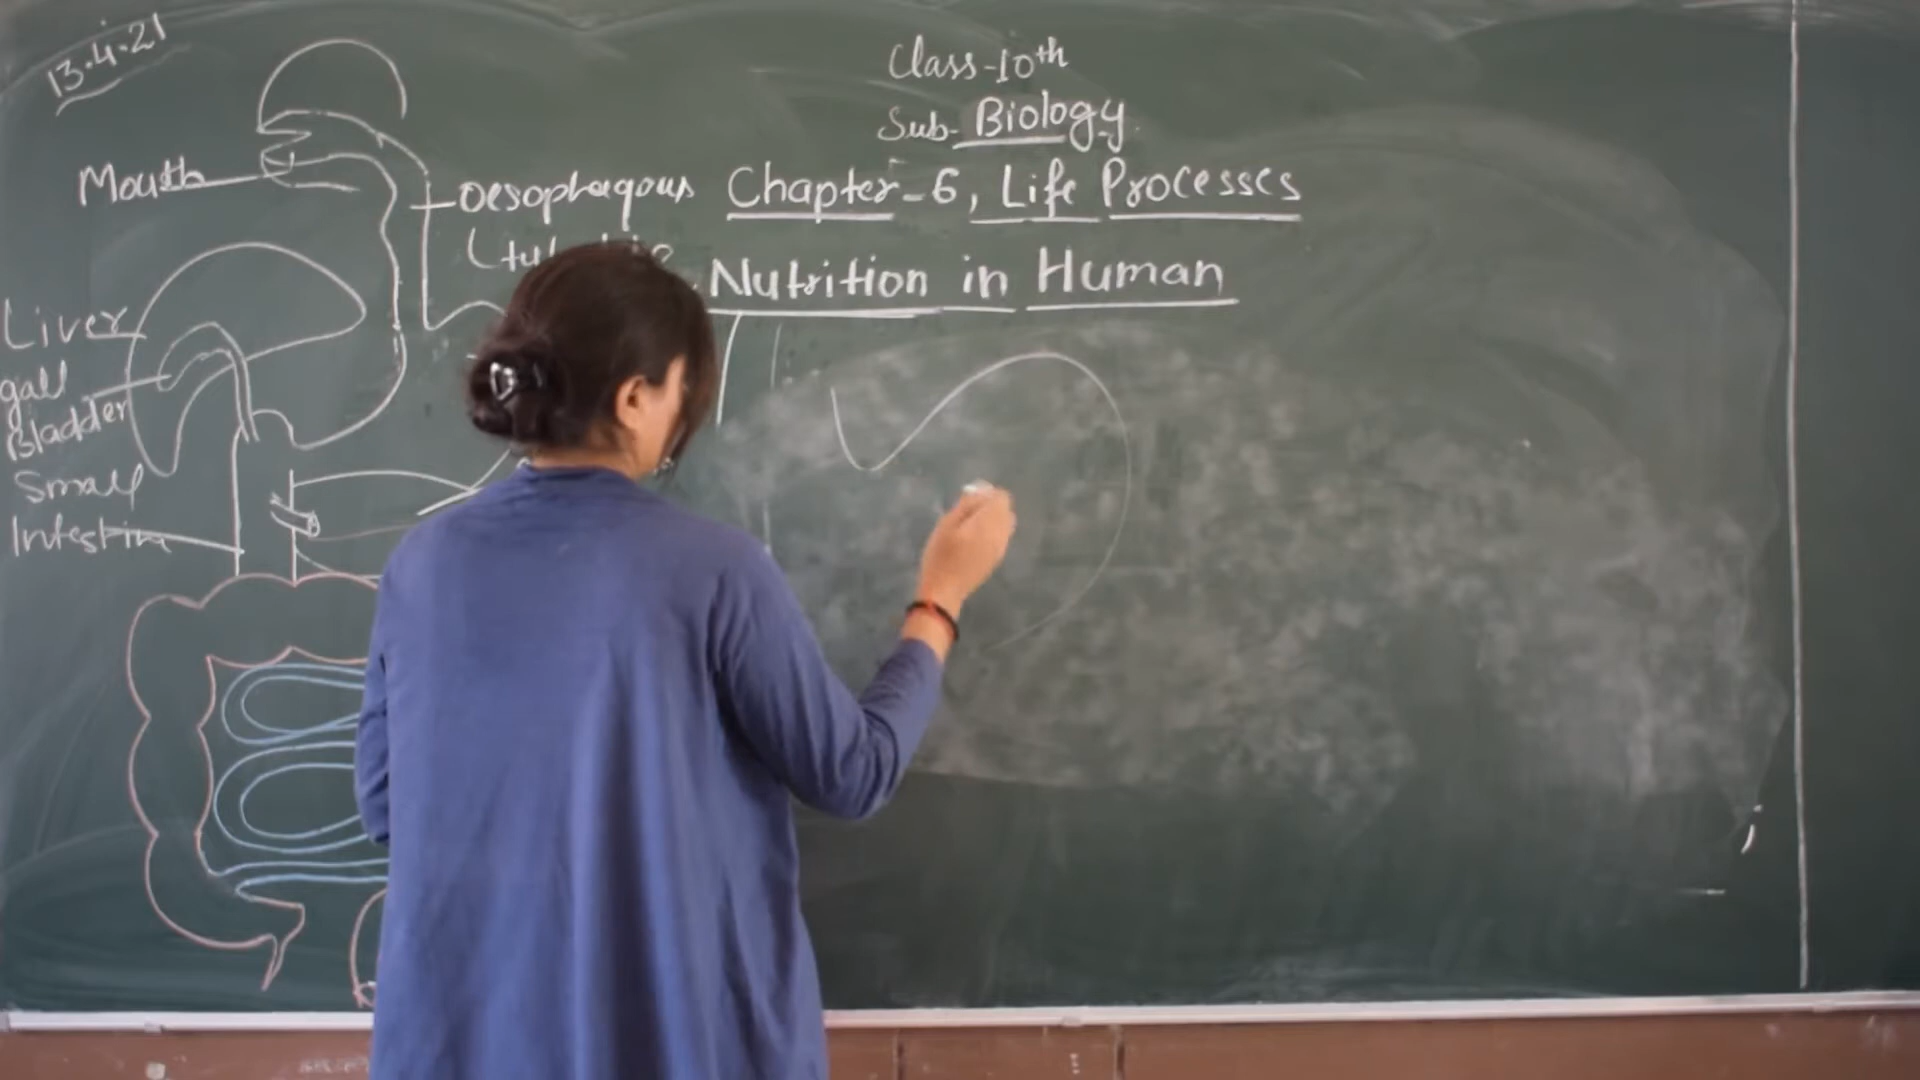 13.4.21
Class-10th
Sub-Biology
Chapter-6, Life Processes
Nutrition in Human
Mouth
Oesophagous
Liver
gall
Bladder
Small
Intestine